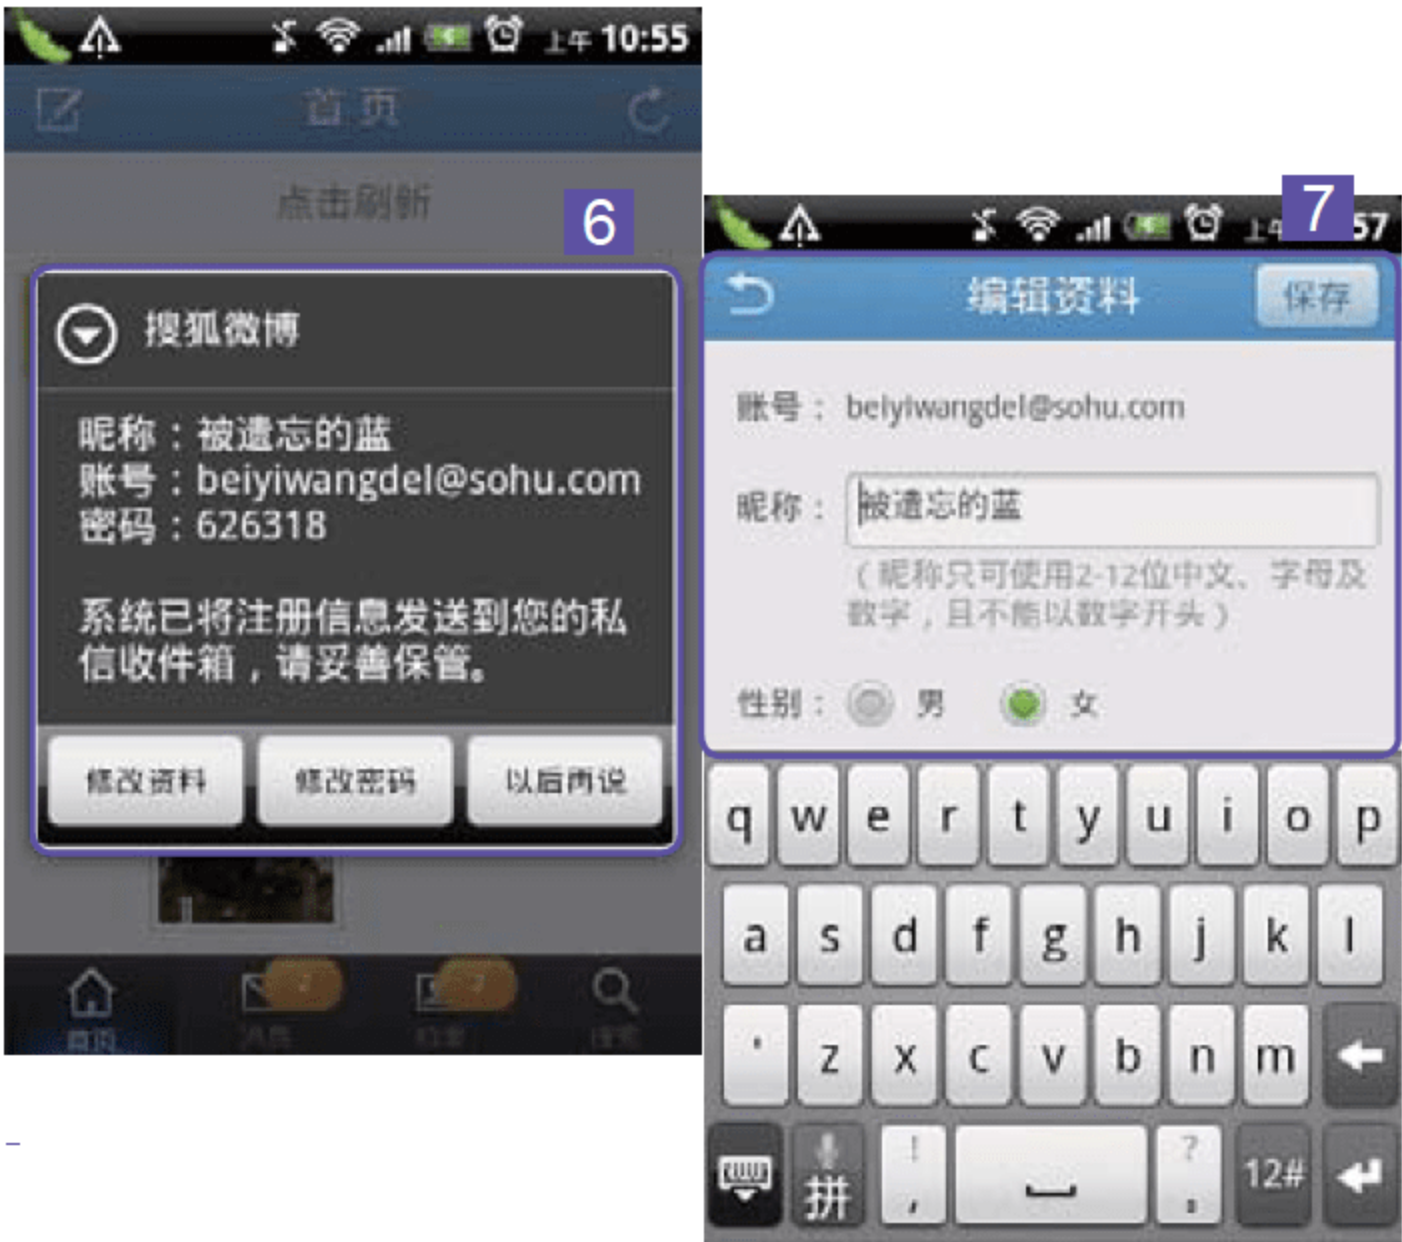 上午 10:55
首页
点击刷新
6
搜狐微博
昵称：被遗忘的蓝
账号：beiyiwangdel@sohu.com
密码：626318
系统已将注册信息发送到您的私
信收件箱，请妥善保管。
修改资料 修改密码 以后再说
首页
7
57
编辑资料 保存
账号： beiyiwangdel@sohu.com
昵称： 被遗忘的蓝
（昵称只可使用2-12位中文、字母及
数字，且不能以数字开头）
性别： 男 女
q w e r t y u i o p
a s d f g h j k l
' z x c v b n m
拼 ! , ? . 12#